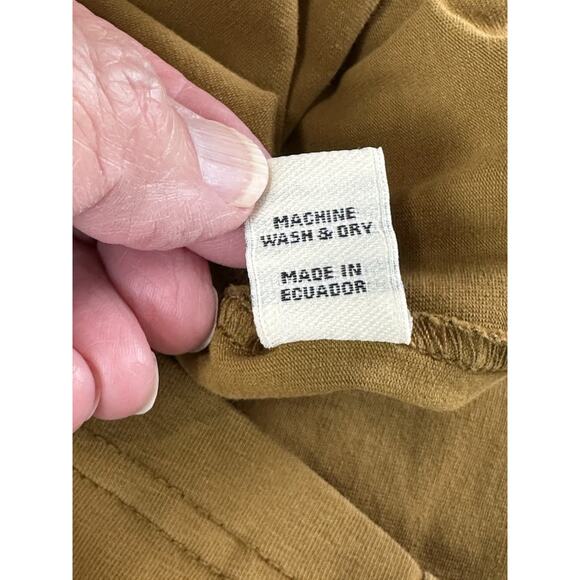 MACHINE
WASH & DRY
MADE IN
ECUADOR